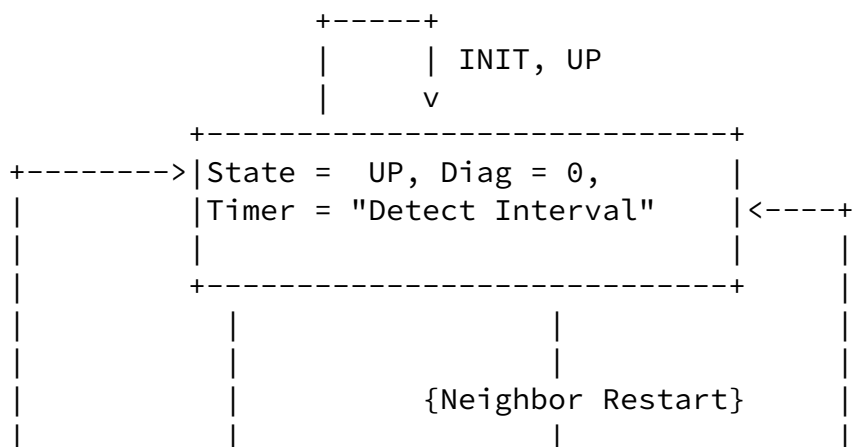 INIT, UP
State =  UP, Diag = 0,
Timer = "Detect Interval"
{Neighbor Restart}